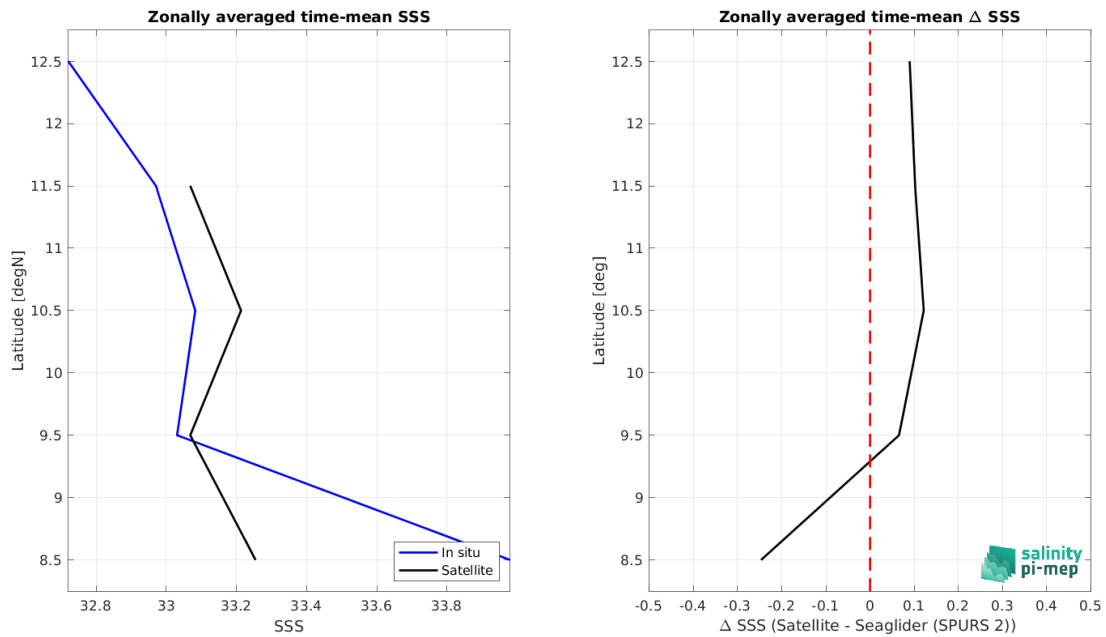 Zonally averaged time-mean SSS
12.5
12
11.5
11
10.5
10
9.5
9
8.5
Latitude [degN]
32.8 33 33.2 33.4 33.6 33.8
SSS
In situ
Satellite
Zonally averaged time-mean Δ SSS
12.5
12
11.5
11
10.5
10
9.5
9
8.5
Latitude [deg]
-0.5 -0.4 -0.3 -0.2 -0.1 0 0.1 0.2 0.3 0.4 0.5
Δ SSS (Satellite - Seaglider (SPURS 2))
salinity
pi-mep